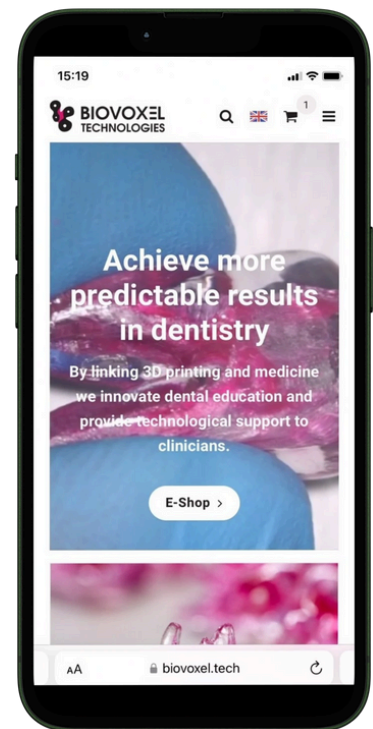 15:19
BIOVOXEL
TECHNOLOGIES
1
Achieve more
predictable results
in dentistry
By linking 3D printing and medicine
we innovate dental education and
provide technological support to
clinicians.
E-Shop >
AA
biovoxel.tech